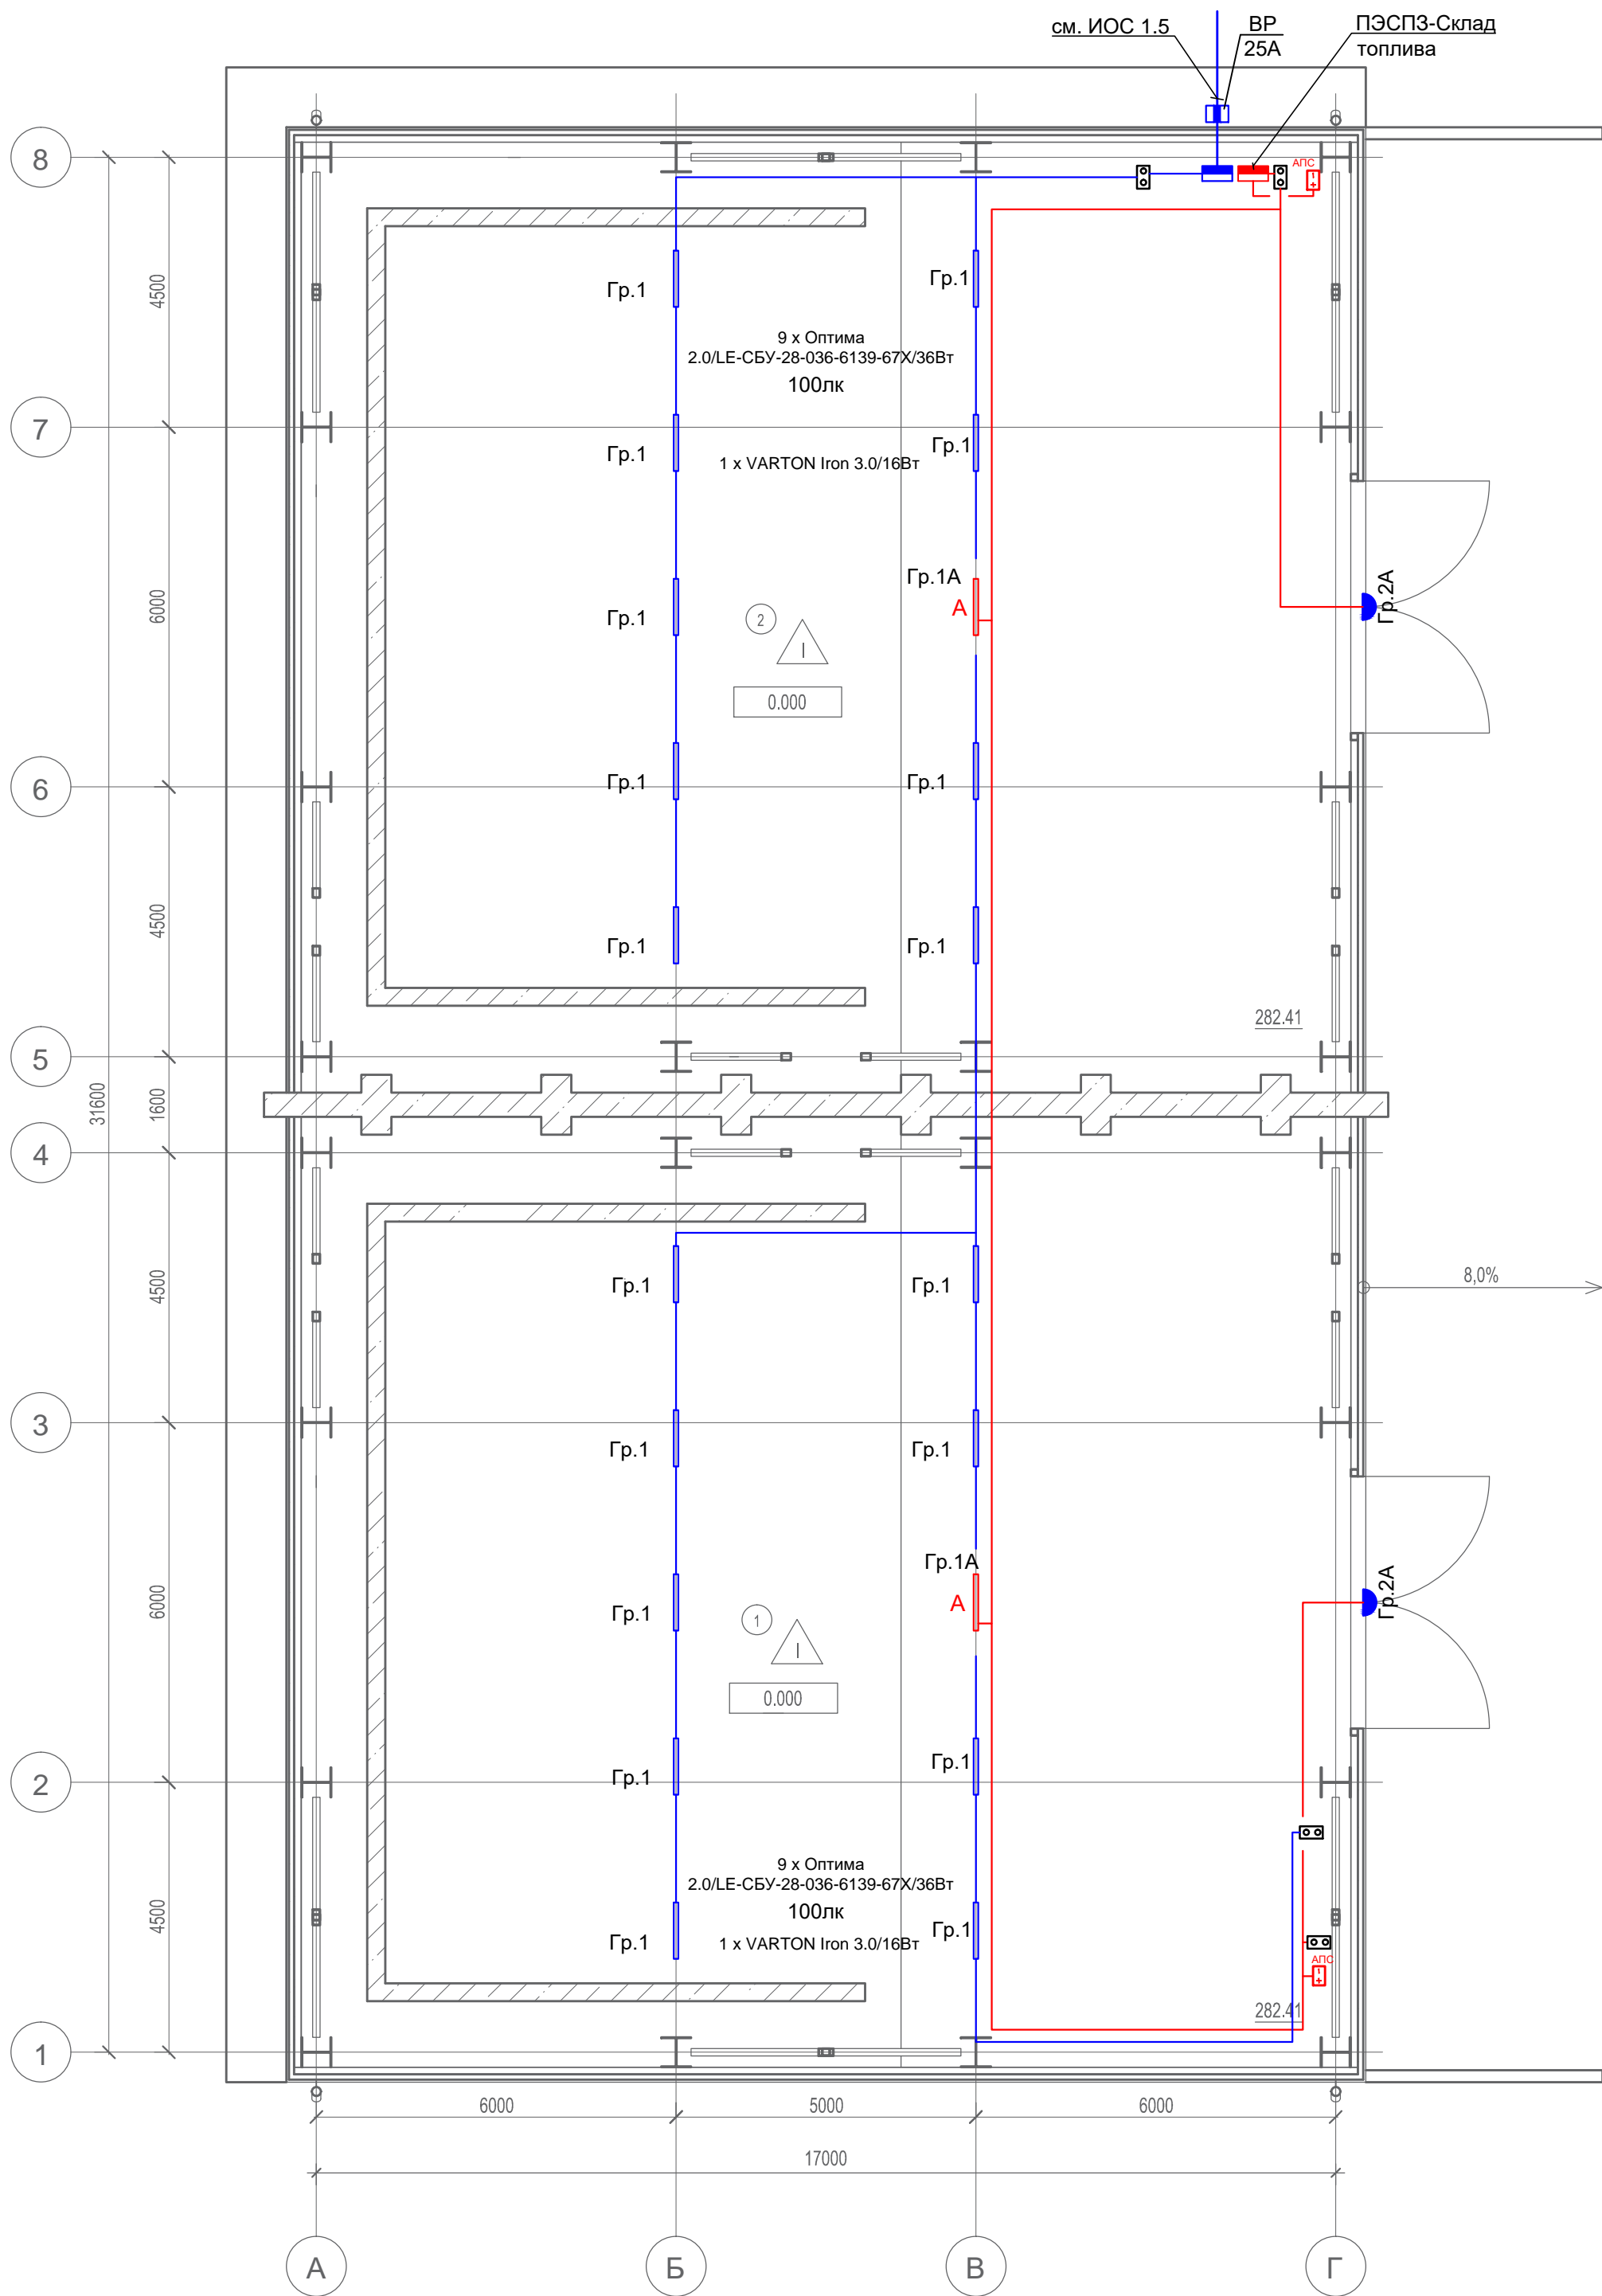 см. ИОС 1.5
ВР
25А
ПЭСПЗ-Склад
топлива
8
АПС
4500
Гр.1
Гр.1
9 х Оптима
2.0/LE-СБУ-28-036-6139-67Х/36Вт
100лк
7
Гр.1
Гр.1
1 х VARTON Iron 3.0/16Вт
6000
Гр.1А
А
Гр.1
2
I
Гр.2А
0.000
6
Гр.1
Гр.1
4500
Гр.1
Гр.1
282.41
5
31600
1600
4
4500
Гр.1
Гр.1
8,0%
3
Гр.1
Гр.1
Гр.1А
А
6000
Гр.1
1
I
Гр.2А
0.000
2
Гр.1
Гр.1
9 х Оптима
2.0/LE-СБУ-28-036-6139-67Х/36Вт
100лк
4500
Гр.1
Гр.1
1 х VARTON Iron 3.0/16Вт
АПС
282.41
1
6000
5000
6000
17000
А
Б
В
Г